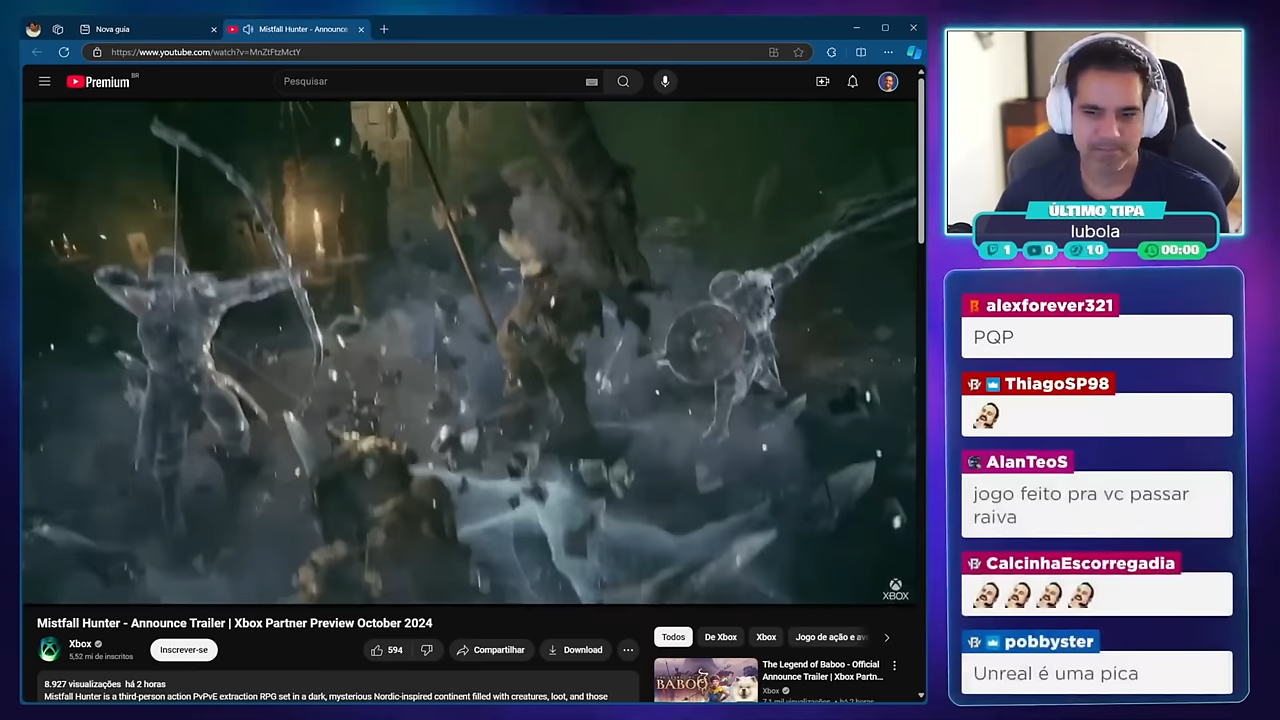 Nova guia
Mistfall Hunter - Announce
https://www.youtube.com/watch?v=MnZtFtzMctY
Premium BR
Pesquisar
XBOX
Mistfall Hunter - Announce Trailer | Xbox Partner Preview October 2024
Xbox
5,52 mi de inscritos
Inscrever-se
594
Compartilhar
Download
8.927 visualizações há 2 horas
Mistfall Hunter is a third-person action PvPvE extraction RPG set in a dark, mysterious Nordic-inspired continent filled with creatures, loot, and those
Todos
De Xbox
Xbox
Jogo de ação e
BABOO
The Legend of Baboo - Official
Announce Trailer | Xbox Partn...
Xbox
ÚLTIMO TIPA
lubola
1
0
10
00:00
alexforever321
PQP
ThiagoSP98
AlanTeoS
jogo feito pra vc passar
raiva
CalcinhaEscorregadia
pobbyster
Unreal é uma pica